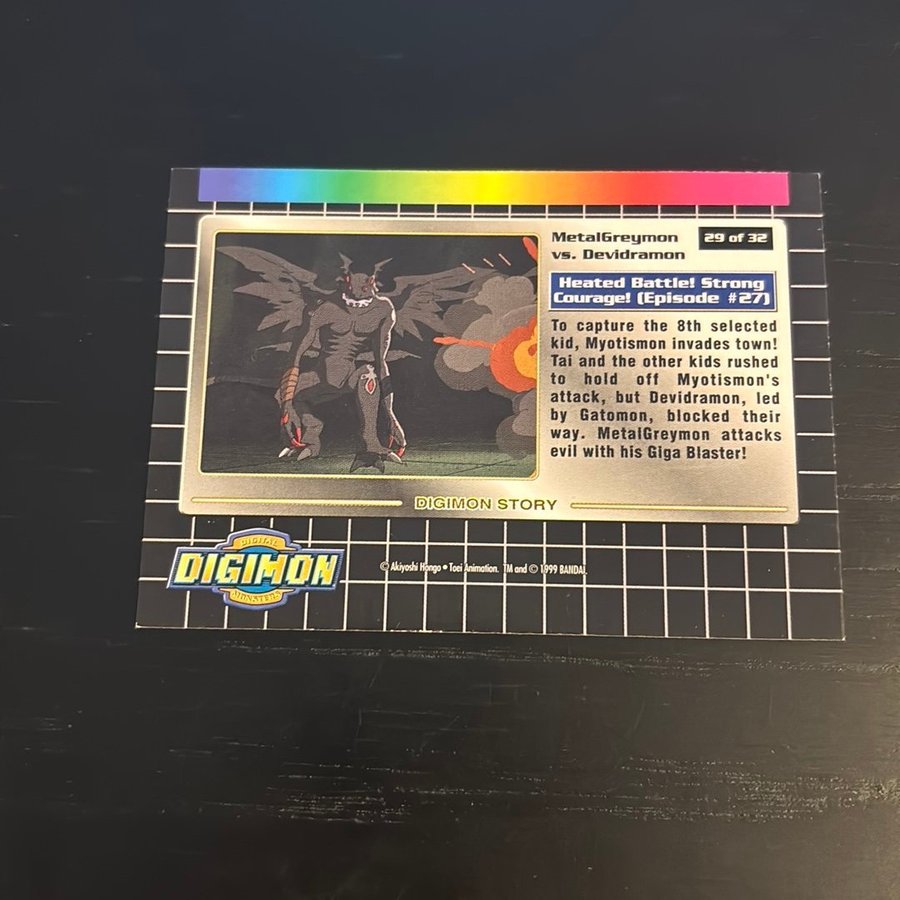 MetalGreymon
vs. Devidramon
29 of 32
Heated Battle! Strong
Courage! (Episode #27)
To capture the 8th selected
kid, Myotismon invades town!
Tai and the other kids rushed
to hold off Myotismon's
attack, but Devidramon, led
by Gatomon, blocked their
way. MetalGreymon attacks
evil with his Giga Blaster!
DIGIMON STORY
DIGITAL
DIGIMON
MONSTERS
© Akiyoshi Hongo • Toei Animation. TM and © 1999 BANDAI.